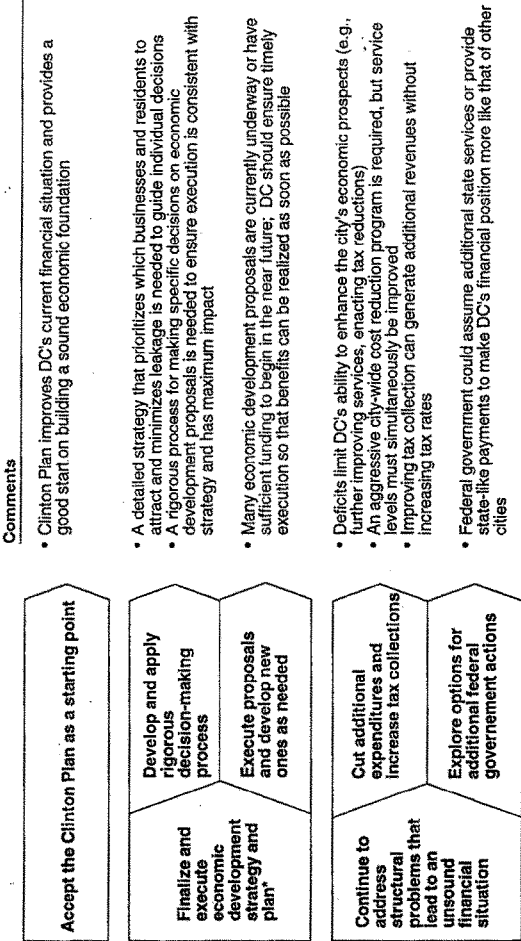 Comments
Accept the Clinton Plan as a starting point
• Clinton Plan improves DC's current financial situation and provides a
good start on building a sound economic foundation
Finalize and
execute
economic
development
strategy and
plan*
Develop and apply
rigorous
decision-making
process
• A detailed strategy that prioritizes which businesses and residents to
attract and minimizes leakage is needed to guide individual decisions
• A rigorous process for making specific decisions on economic
development proposals is needed to ensure execution is consistent with
strategy and has maximum impact
Execute proposals
and develop new
ones as needed
• Many economic development proposals are currently underway or have
sufficient funding to begin in the near future; DC should ensure timely
execution so that benefits can be realized as soon as possible
Continue to
address
structural
problems that
lead to an
unsound
financial
situation
Cut additional
expenditures and
increase tax collections
• Deficits limit DC's ability to enhance the city's economic prospects (e.g.,
further improving services, enacting tax reductions)
• An aggressive city-wide cost reduction program is required, but service
levels must simultaneously be improved
• Improving tax collection can generate additional revenues without
increasing tax rates
Explore options for
additional federal
governement actions
• Federal government could assume additional state services or provide
state-like payments to make DC's financial position more like that of other
cities